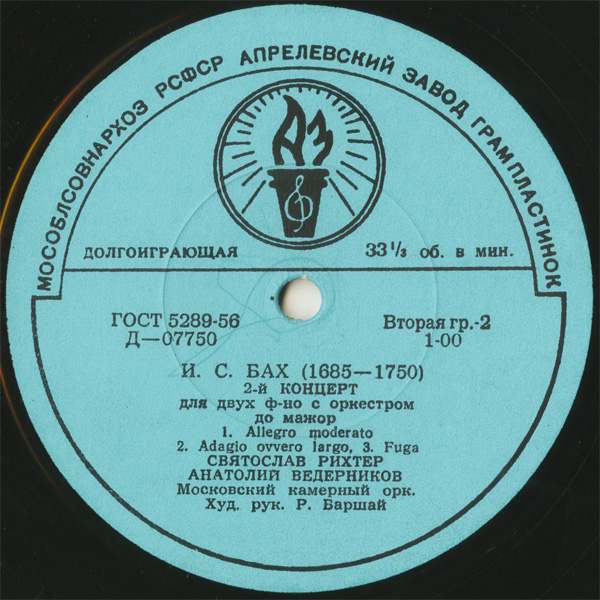 МОСОБЛСОВНАРХОЗ РСФСР АПРЕЛЕВСКИЙ ЗАВОД ГРАМПЛАСТИНОК
АЗ
ДОЛГОИГРАЮЩАЯ
33⅓ об. в мин.
ГОСТ 5289-56
Д—07750
Вторая гр.-2
1-00
И. С. БАХ (1685—1750)
2-й КОНЦЕРТ
для двух ф-но с оркестром
до мажор
1. Allegro moderato
2. Adagio ovvero largo, 3. Fuga
СВЯТОСЛАВ РИХТЕР
АНАТОЛИЙ ВЕДЕРНИКОВ
Московский камерный орк.
Худ. рук. Р. Баршай